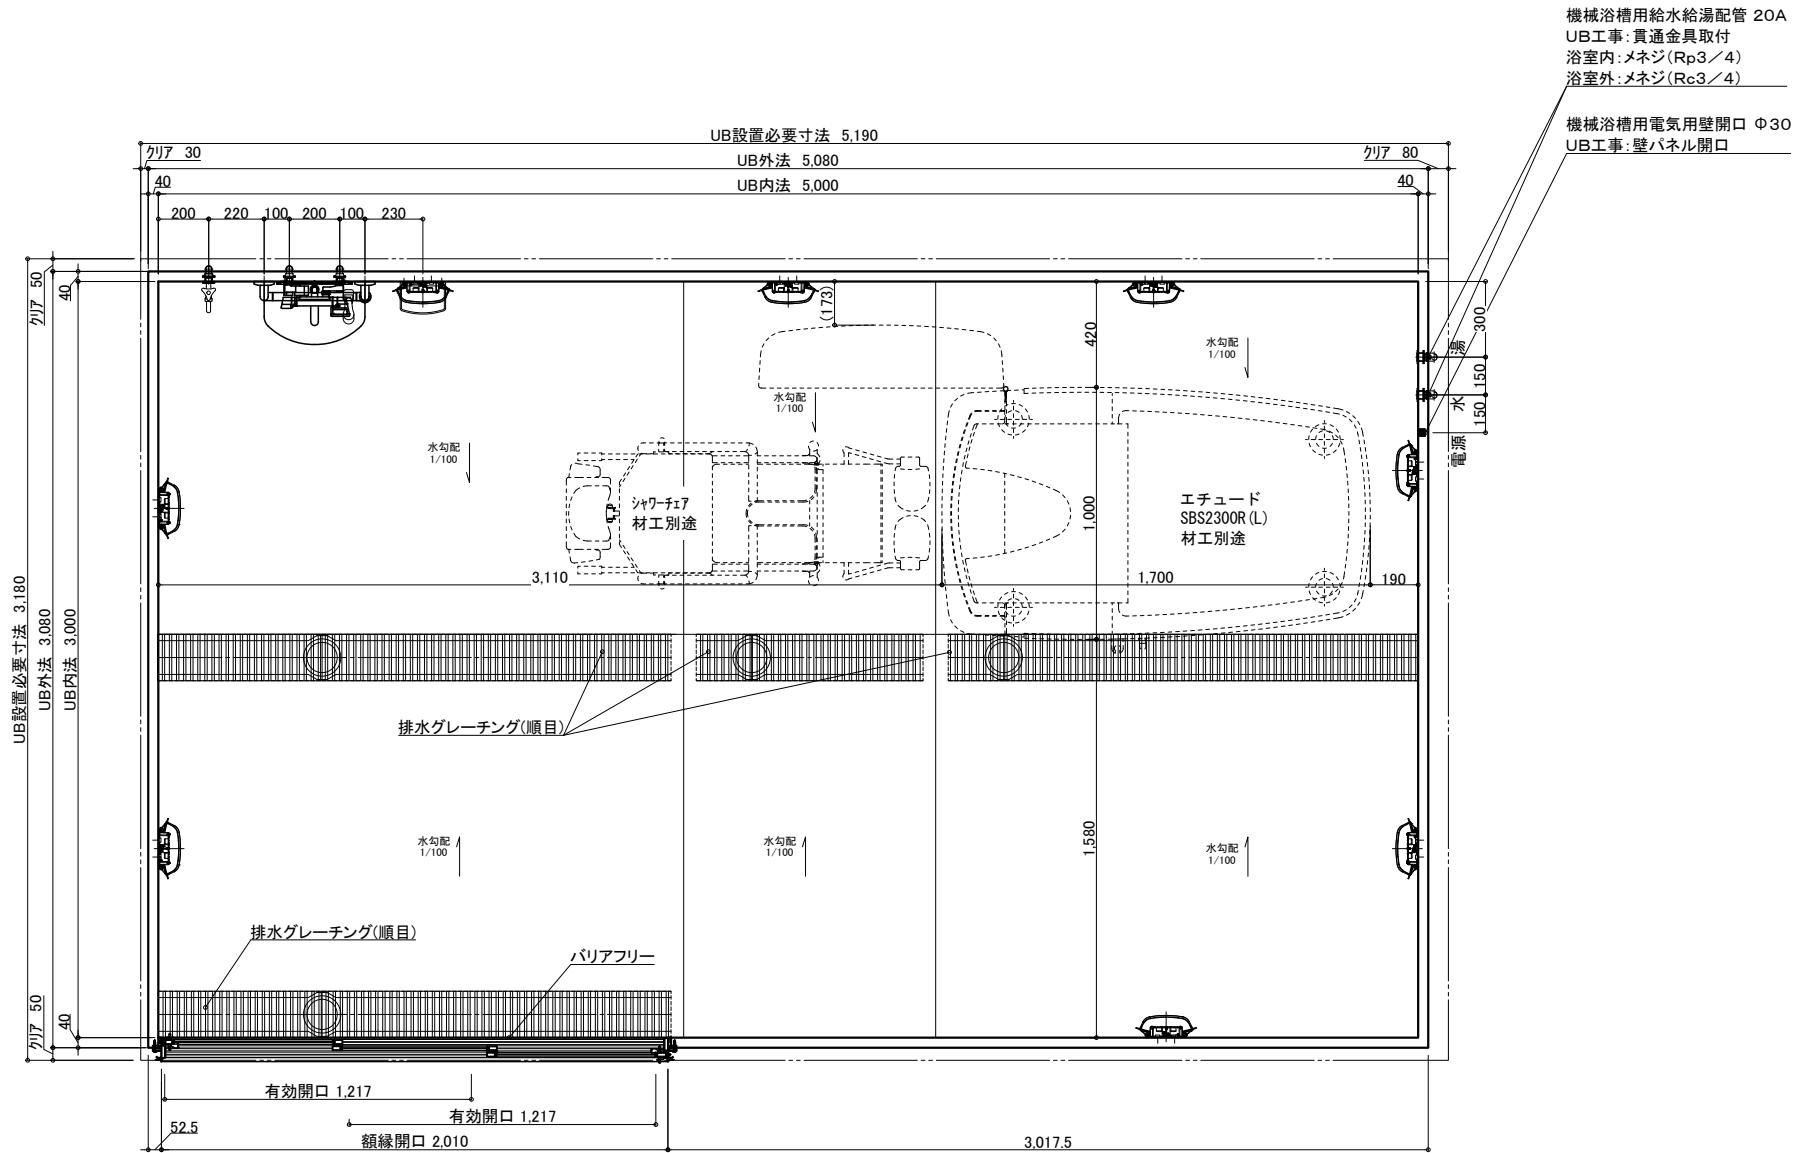 機械浴槽用給水給湯配管 20A
UB工事:貫通金具取付
浴室内:メネジ(Rp3/4)
浴室外:メネジ(Rc3/4)
機械浴槽用電気用壁開口 Φ30
UB工事:壁パネル開口
UB設置必要寸法 5,190
クリア 30
UB外法 5,080
クリア 80
40
UB内法 5,000
40
200
220
100
200
100
230
クリア 50
40
(173)
420
300
湯
150
水
150
電源
水勾配
1/100
水勾配
1/100
水勾配
1/100
シャワーチェア
材工別途
1,000
エチュード
SBS2300R(L)
材工別途
3,110
1,700
190
UB設置必要寸法 3,180
UB外法 3,080
UB内法 3,000
排水グレーチング(順目)
水勾配
1/100
水勾配
1/100
1,580
水勾配
1/100
排水グレーチング(順目)
バリアフリー
クリア 50
40
有効開口 1,217
有効開口 1,217
52.5
額縁開口 2,010
3,017.5